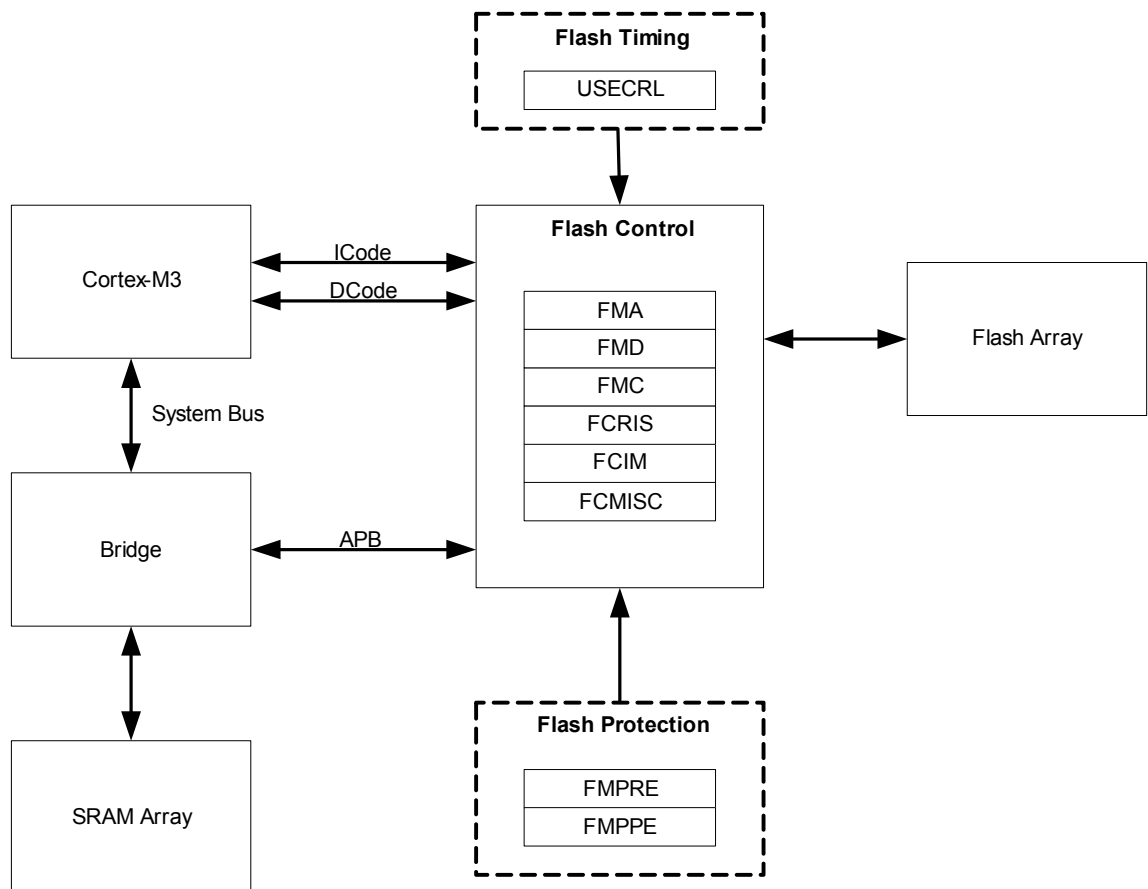 Flash Timing
USECRL
Cortex-M3
ICode
DCode
System Bus
Bridge
APB
SRAM Array
Flash Control
FMA
FMD
FMC
FCRIS
FCIM
FCMISC
Flash Array
Flash Protection
FMPRE
FMPPE